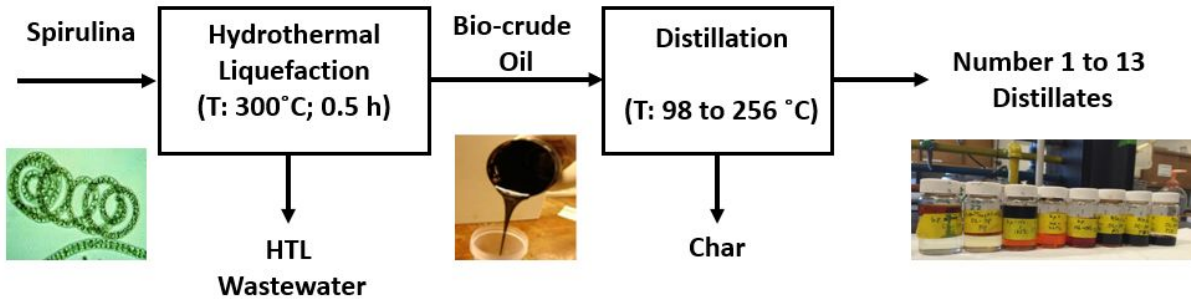 Spirulina
Hydrothermal
Liquefaction
(T: 300˚C; 0.5 h)
Bio-crude
Oil
Distillation
(T: 98 to 256 ˚C)
Number 1 to 13
Distillates
HTL
Wastewater
Char